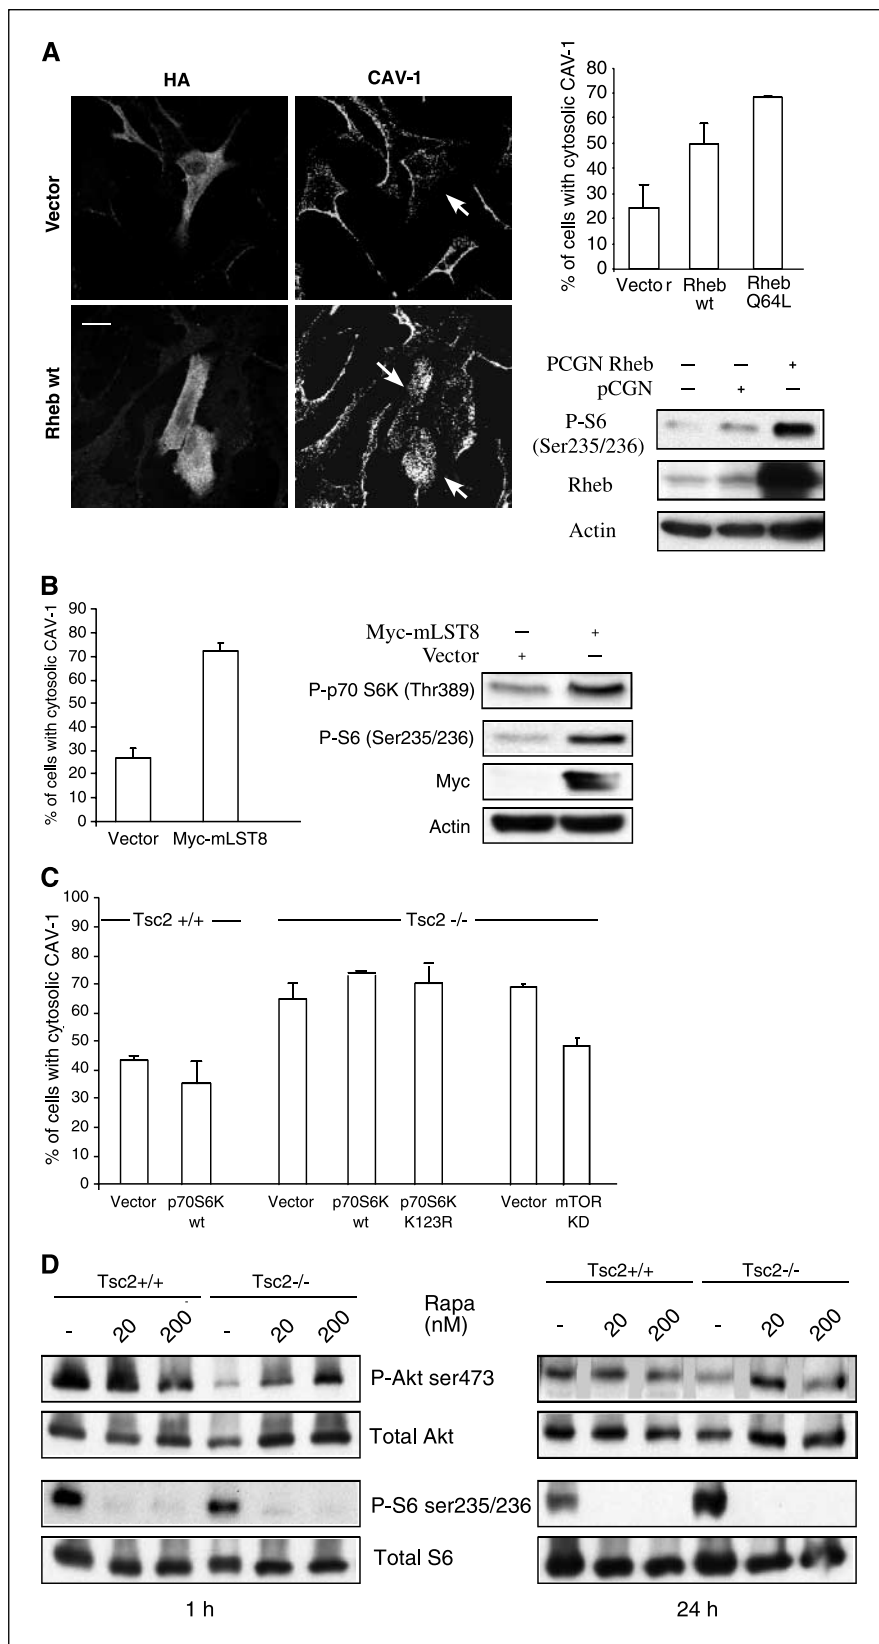 A
HA
CAV-1
Vector
Rheb wt
% of cells with cytosolic CAV-1
80
70
60
50
40
30
20
10
0
Vector
Rheb wt
Rheb Q64L
PCGN Rheb — — +
pCGN — + —
P-S6 (Ser235/236)
Rheb
Actin
B
% of cells with cytosolic CAV-1
90
80
70
60
50
40
30
20
10
0
Vector
Myc-mLST8
Myc-mLST8 — +
Vector + —
P-p70 S6K (Thr389)
P-S6 (Ser235/236)
Myc
Actin
C
% of cells with cytosolic CAV-1
100
90
80
70
60
50
40
30
20
10
0
Tsc2 +/+
Tsc2 -/-
Vector
p70S6K wt
Vector
p70S6K wt
p70S6K K123R
Vector
mTOR KD
D
Tsc2+/+ Tsc2-/-
- 20 200 - 20 200
Rapa (nM)
Tsc2+/+ Tsc2-/-
- 20 200 - 20 200
P-Akt ser473
Total Akt
P-S6 ser235/236
Total S6
1 h
24 h